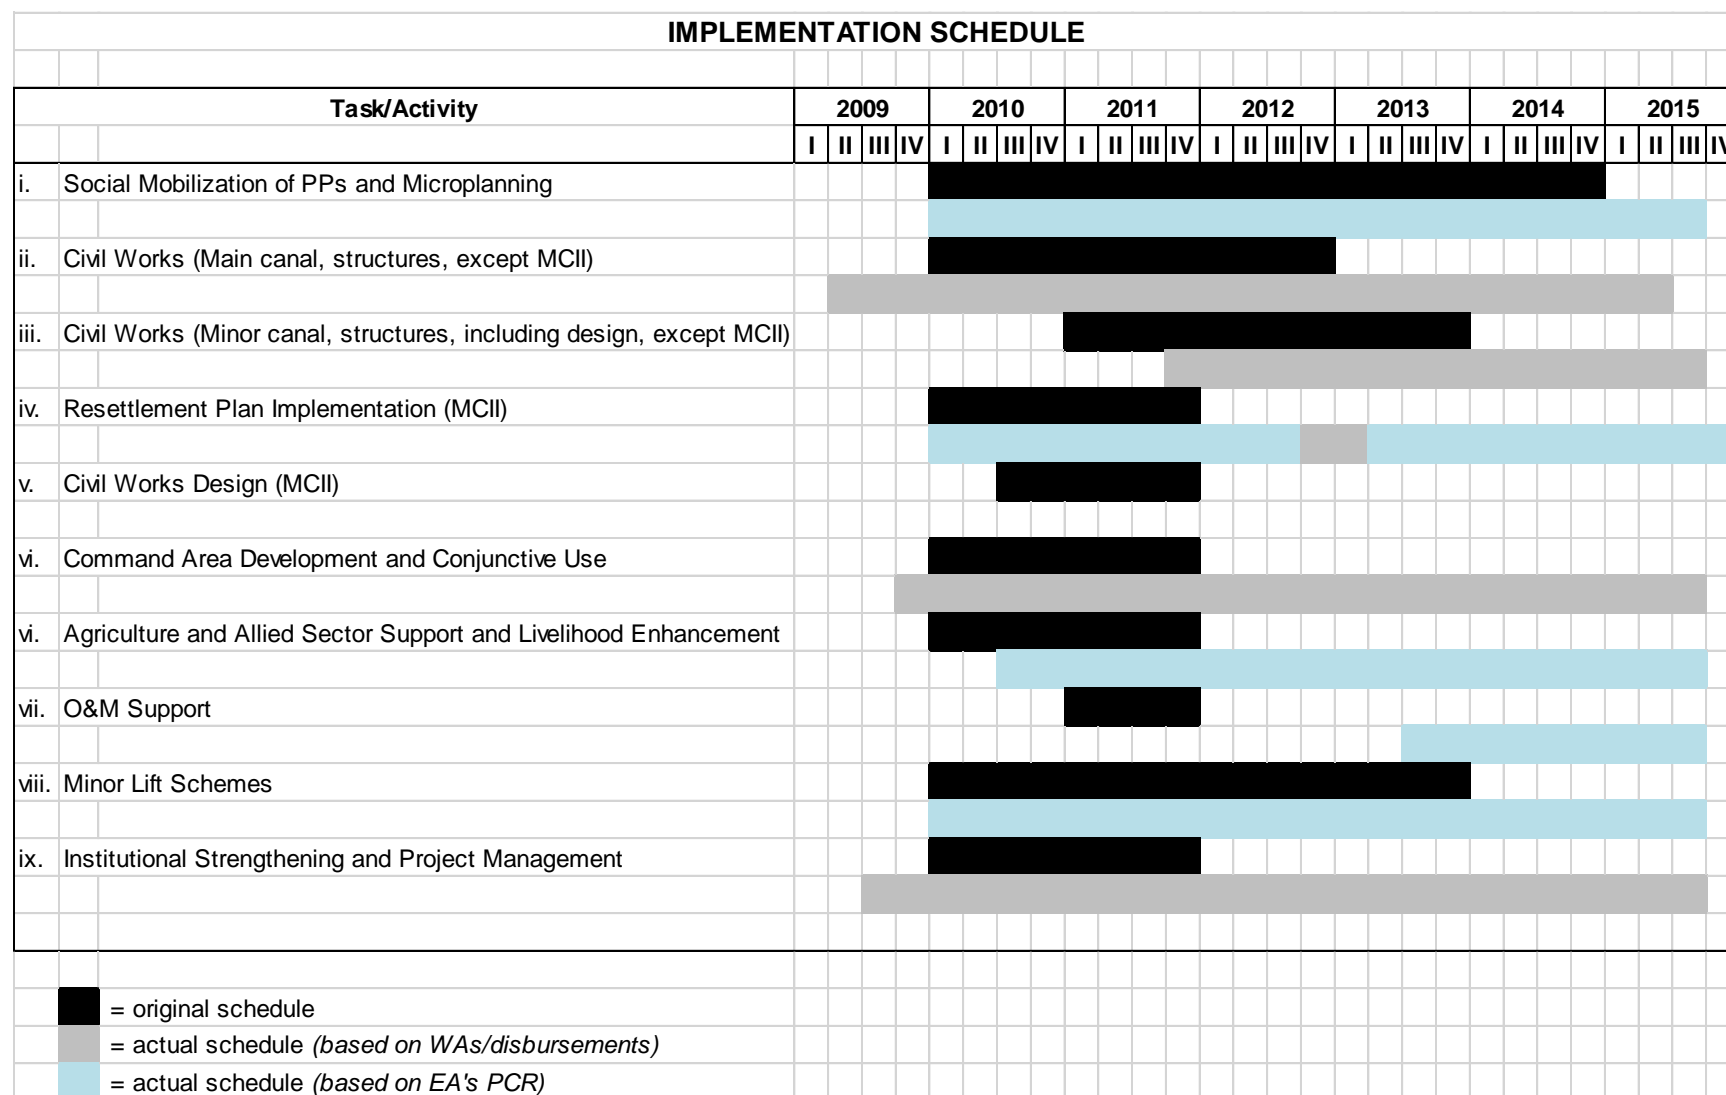 IMPLEMENTATION SCHEDULE
Task/Activity 2009 2010 2011 2012 2013 2014 2015
I II III IV I II III IV I II III IV I II III IV I II III IV I II III IV I II III IV
i. Social Mobilization of PPs and Microplanning
ii. Civil Works (Main canal, structures, except MCII)
iii. Civil Works (Minor canal, structures, including design, except MCII)
iv. Resettlement Plan Implementation (MCII)
v. Civil Works Design (MCII)
vi. Command Area Development and Conjunctive Use
vi. Agriculture and Allied Sector Support and Livelihood Enhancement
vii. O&M Support
viii. Minor Lift Schemes
ix. Institutional Strengthening and Project Management
= original schedule
= actual schedule (based on WAs/disbursements)
= actual schedule (based on EA's PCR)